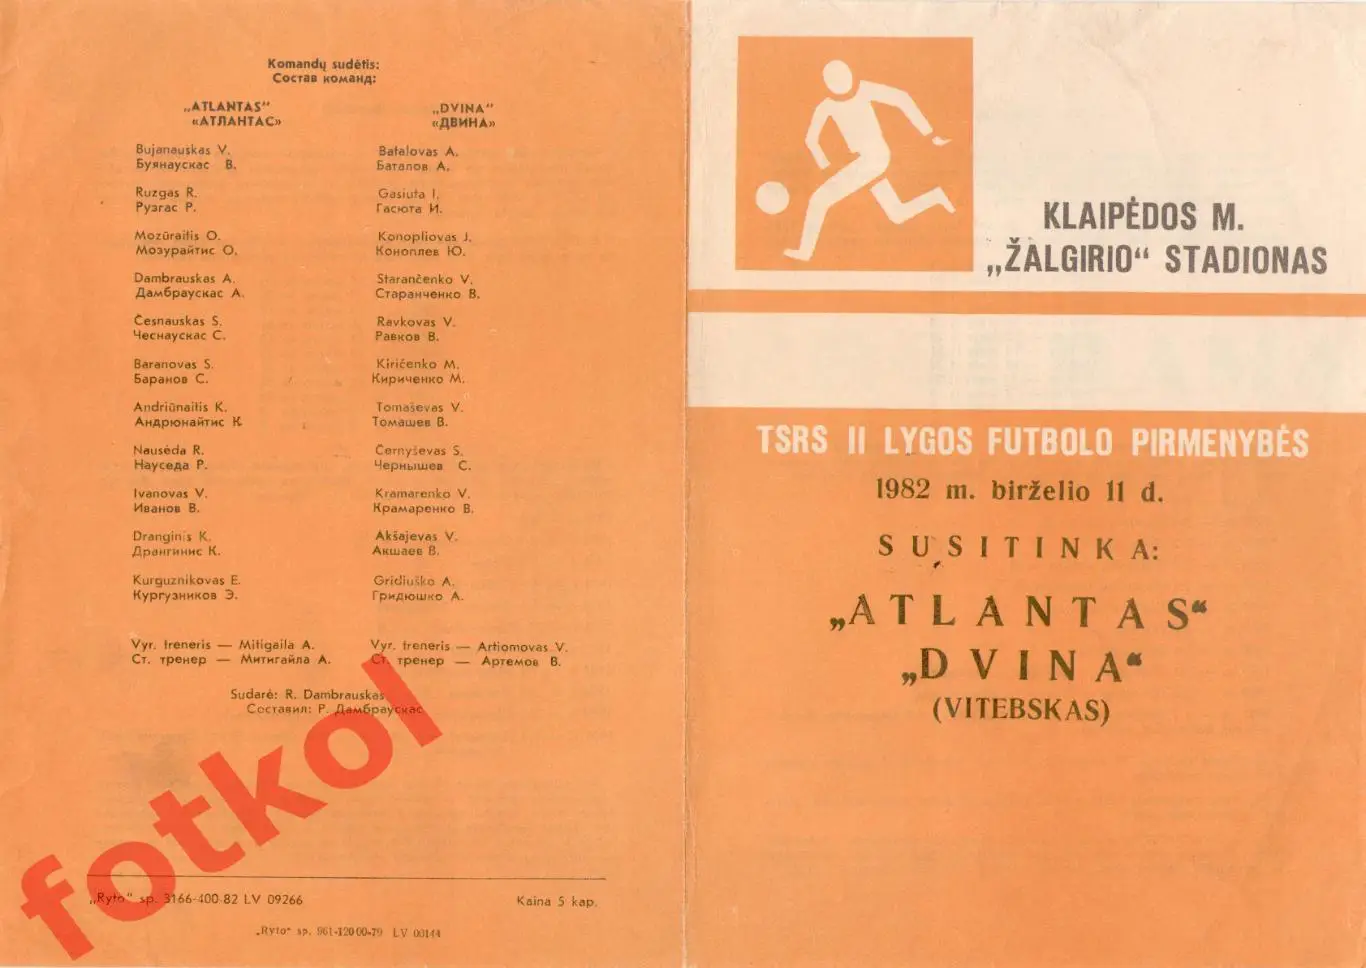 Komandų sudėtis:
Состав команд:
„ATLANTAS"
«АТЛАНТАС»
Bujanauskas V.
Буянаускас В.
Ruzgas R.
Рузгас Р.
Mozūraitis O.
Мозурайтис О.
Dambrauskas A.
Дамбраускас А.
Česnauskas S.
Чеснаускас С.
Baranovas S.
Баранов С.
Andriūnaitis K.
Андрюнайтис К.
Nausėda R.
Науседа Р.
Ivanovas V.
Иванов В.
Dranginis K.
Дрангинис К.
Kurguznikovas E.
Кургузников Э.
Vyr. treneris — Mitigaila A.
Ст. тренер — Митигайла А.
„DVINA"
«ДВИНА»
Batalovas A.
Баталов А.
Gasiuta I.
Гасюта И.
Konopliovas J.
Коноплев Ю.
Starančenko V.
Старанченко В.
Ravkovas V.
Равков В.
Kiričenko M.
Кириченко М.
Tomaševas V.
Томашев В.
Černyševas S.
Чернышев С.
Kramarenko V.
Крамаренко В.
Akšajevas V.
Акшаев В.
Gridiuško A.
Гридюшко А.
Vyr. treneris — Artiomovas V.
Ст. тренер — Артемов В.
Sudarė: R. Dambrauskas
Составил: Р. Дамбраускас
fotkol
„Ryto" sp. 3166-400-82 LV 09266
Kaina 5 kap.
„Ryto" sp. 961-12000-79 LV 00144
KLAIPĖDOS M.
„ŽALGIRIO" STADIONAS
TSRS II LYGOS FUTBOLO PIRMENYBĖS
1982 m. birželio 11 d.
SUSITINKA:
„ATLANTAS"
„DVINA"
(VITEBSKAS)